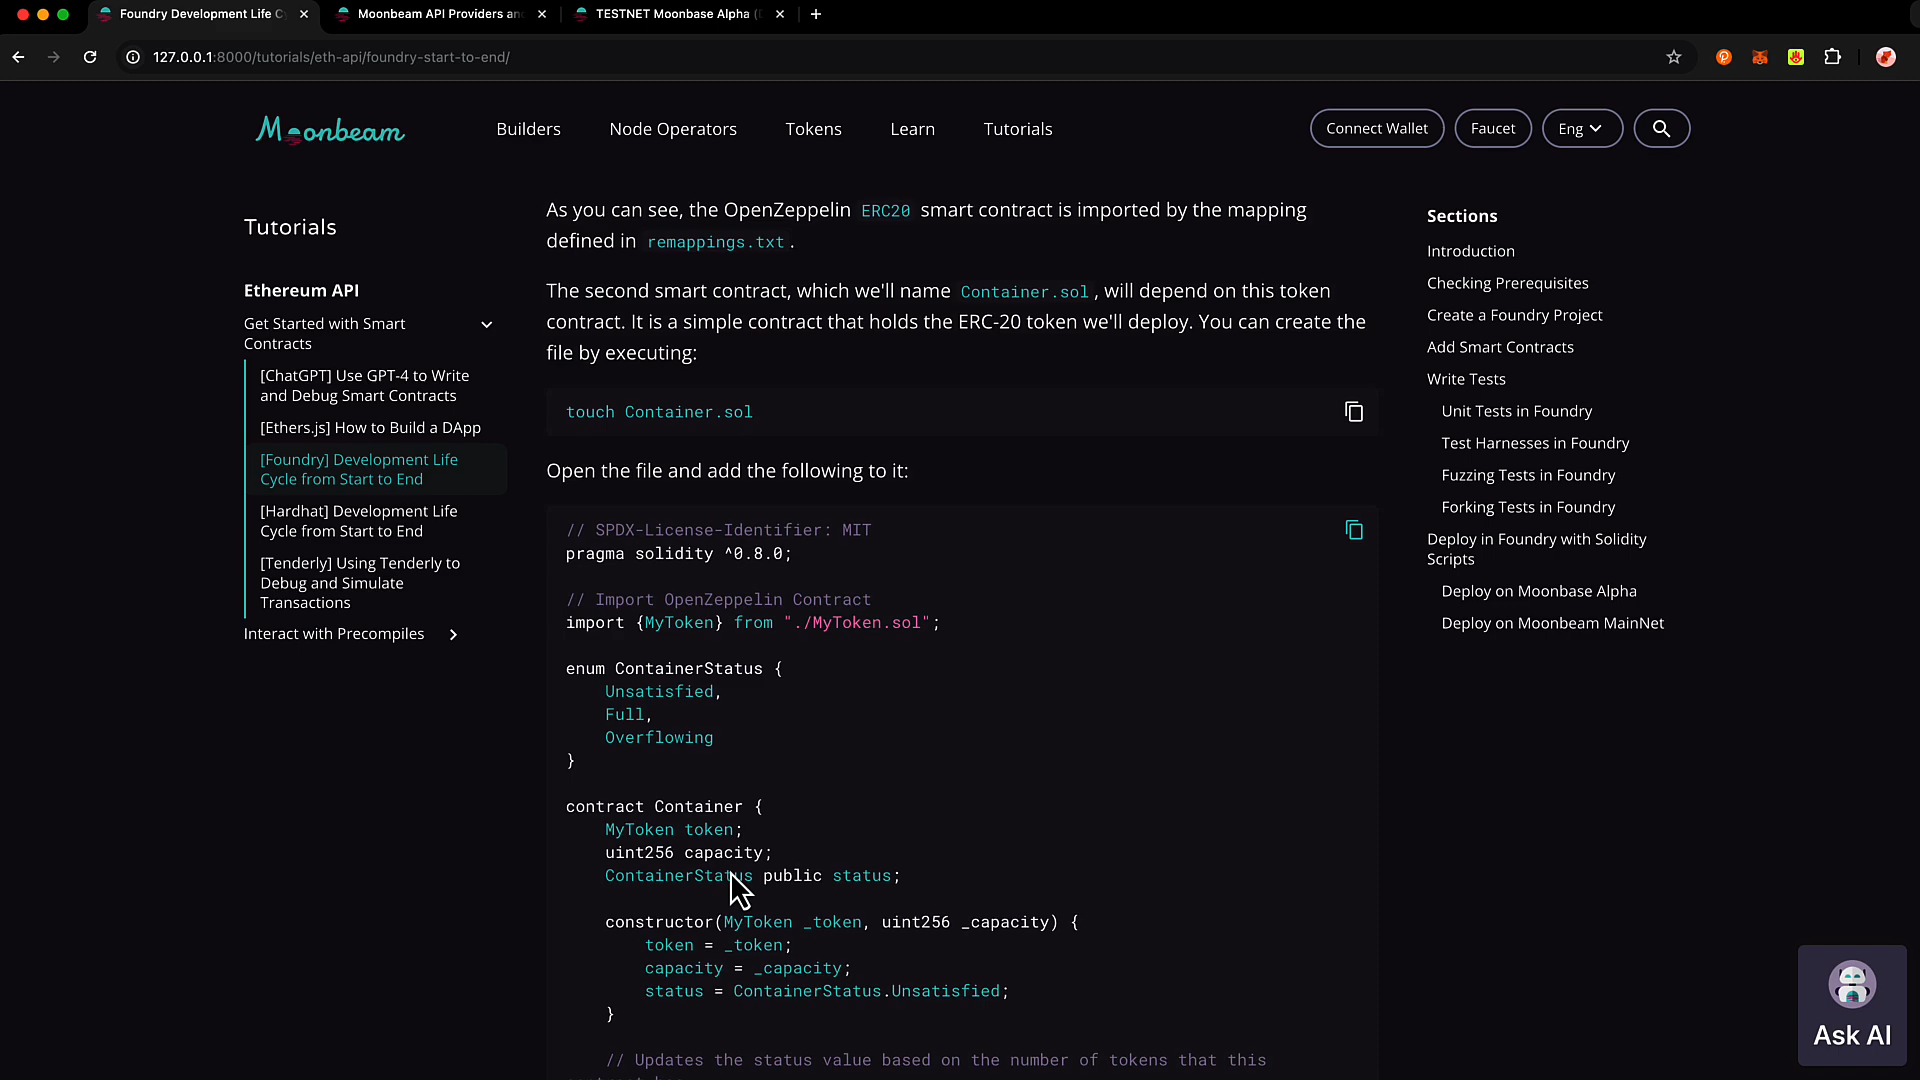 Foundry Development Life C
Moonbeam API Providers an
TESTNET Moonbase Alpha (
127.0.0.1:8000/tutorials/eth-api/foundry-start-to-end/
Moonbeam
Builders
Node Operators
Tokens
Learn
Tutorials
Connect Wallet
Faucet
Eng
Tutorials
Ethereum API
Get Started with Smart
Contracts
[ChatGPT] Use GPT-4 to Write
and Debug Smart Contracts
[Ethers.js] How to Build a DApp
[Foundry] Development Life
Cycle from Start to End
[Hardhat] Development Life
Cycle from Start to End
[Tenderly] Using Tenderly to
Debug and Simulate
Transactions
Interact with Precompiles
As you can see, the OpenZeppelin ERC20 smart contract is imported by the mapping
defined in remappings.txt.
The second smart contract, which we'll name Container.sol, will depend on this token
contract. It is a simple contract that holds the ERC-20 token we'll deploy. You can create the
file by executing:
touch Container.sol
Open the file and add the following to it:
// SPDX-License-Identifier: MIT
pragma solidity ^0.8.0;
// Import OpenZeppelin Contract
import {MyToken} from "./MyToken.sol";
enum ContainerStatus {
Unsatisfied,
Full,
Overflowing
}
contract Container {
MyToken token;
uint256 capacity;
ContainerStatus public status;
constructor(MyToken _token, uint256 _capacity) {
token = _token;
capacity = _capacity;
status = ContainerStatus.Unsatisfied;
}
// Updates the status value based on the number of tokens that this
Sections
Introduction
Checking Prerequisites
Create a Foundry Project
Add Smart Contracts
Write Tests
Unit Tests in Foundry
Test Harnesses in Foundry
Fuzzing Tests in Foundry
Forking Tests in Foundry
Deploy in Foundry with Solidity
Scripts
Deploy on Moonbase Alpha
Deploy on Moonbeam MainNet
Ask AI